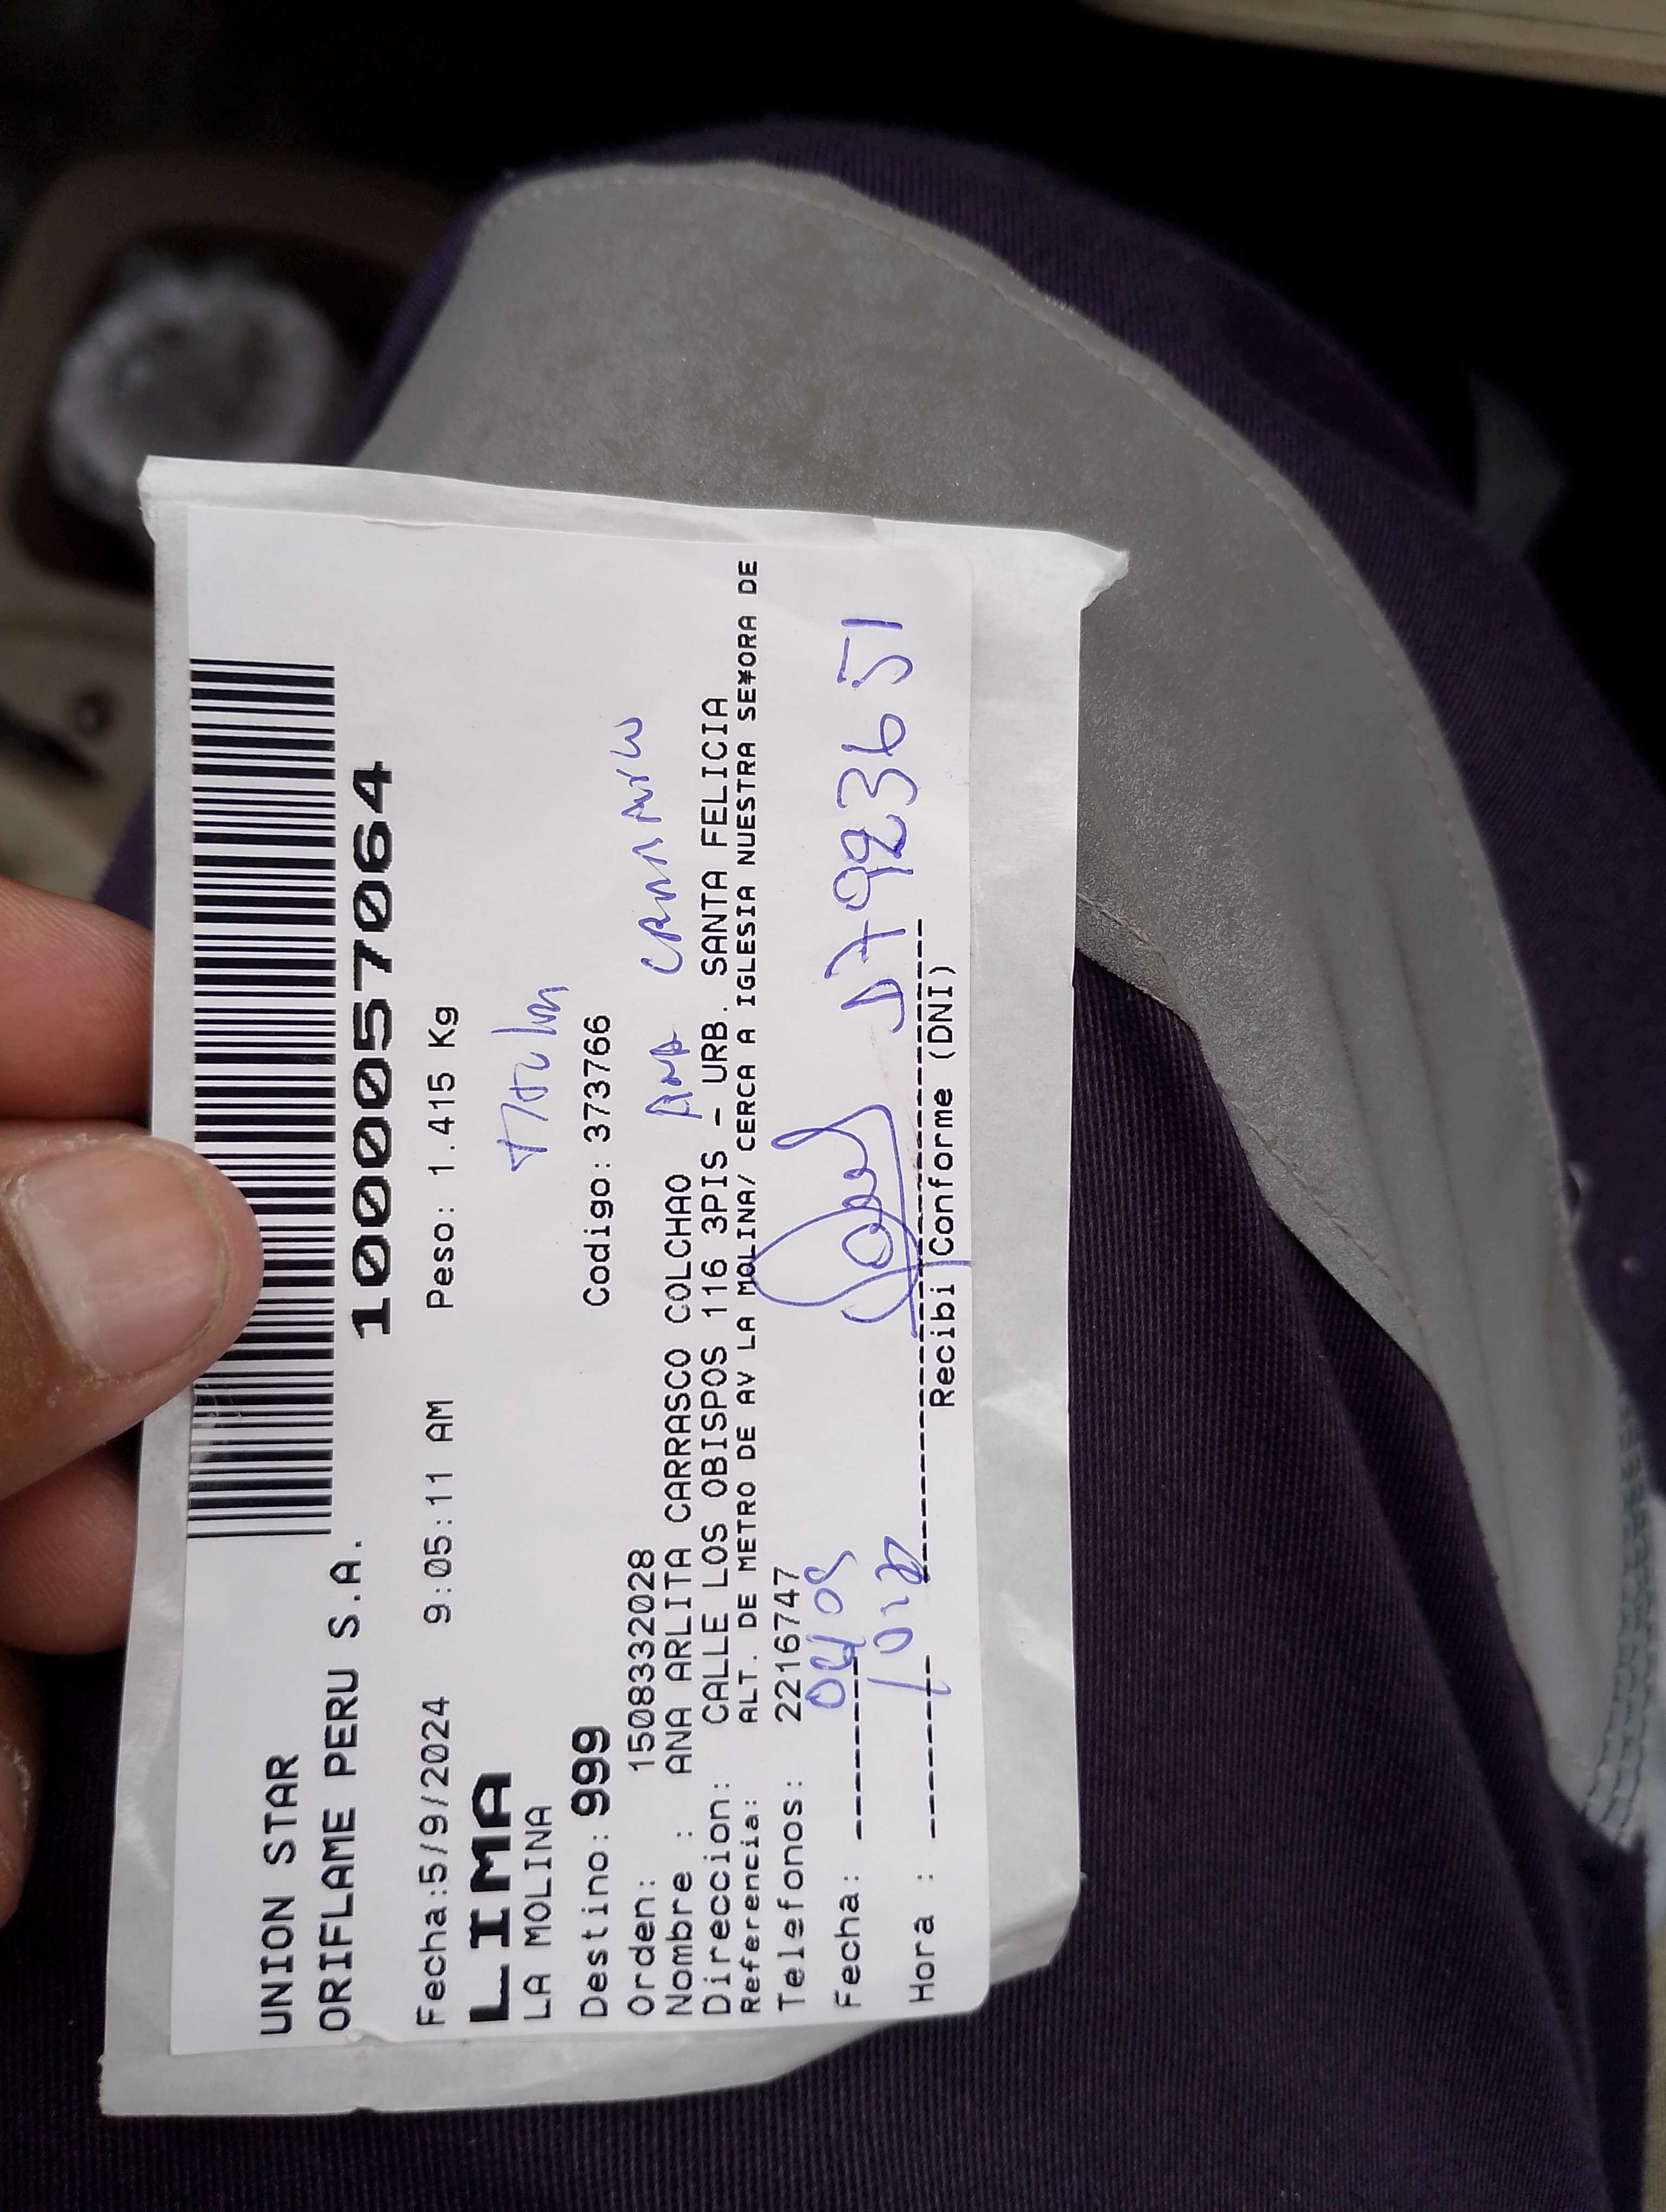 UNION STAR
ORIFLAME PERU S.A.
1000057064
Fecha:5/9/2024 9:05:11 AM Peso: 1.415 Kg
LIMA
LA MOLINA
Destino: 999 Codigo: 373766
Orden: 1508332028
Nombre : ANA ARLITA CARRASCO COLCHAO
ANA CARRASCO
Direccion: CALLE LOS OBISPOS 116 3PIS - URB. SANTA FELICIA
Referencia: ALT. DE METRO DE AV LA MOLINA/ CERCA A IGLESIA NUESTRA SE¥ORA DE
Telefonos: 2216747
Fecha:
Hora :
Recibi Conforme (DNI)